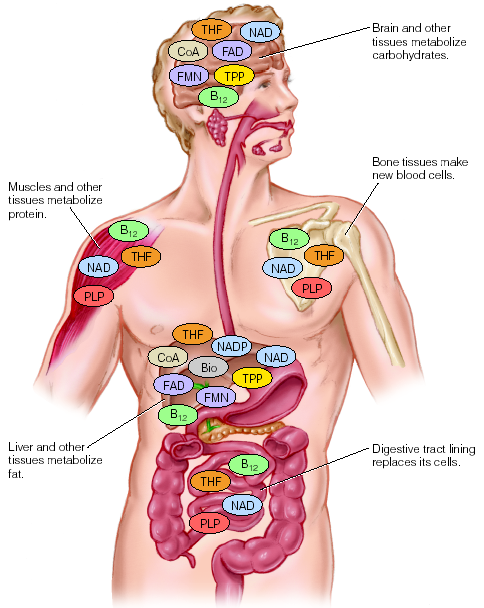 THF
NAD
CoA
FAD
FMN
TPP
B12
Brain and other
tissues metabolize
carbohydrates.
Bone tissues make
new blood cells.
Muscles and other
tissues metabolize
protein.
B12
THF
NAD
PLP
B12
THF
NAD
PLP
THF
NADP
CoA
NAD
Bio
FAD
TPP
FMN
B12
Liver and other
tissues metabolize
fat.
Digestive tract lining
replaces its cells.
B12
THF
NAD
PLP